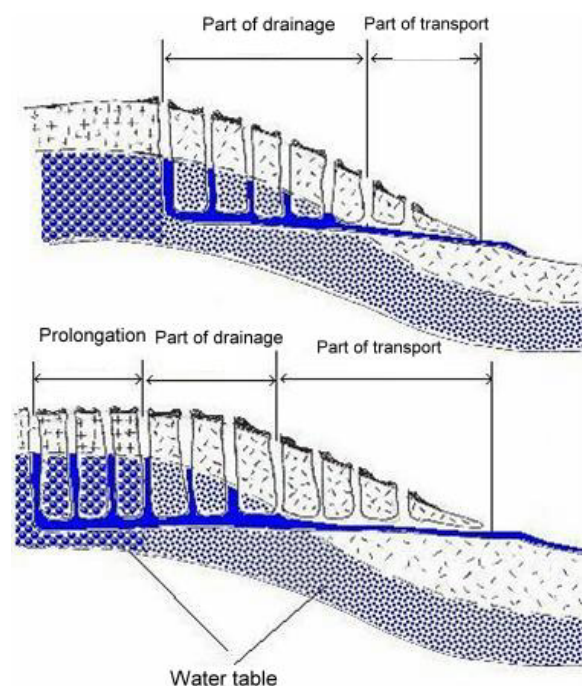 Part of drainage
Part of transport
Prolongation
Part of drainage
Part of transport
Water table